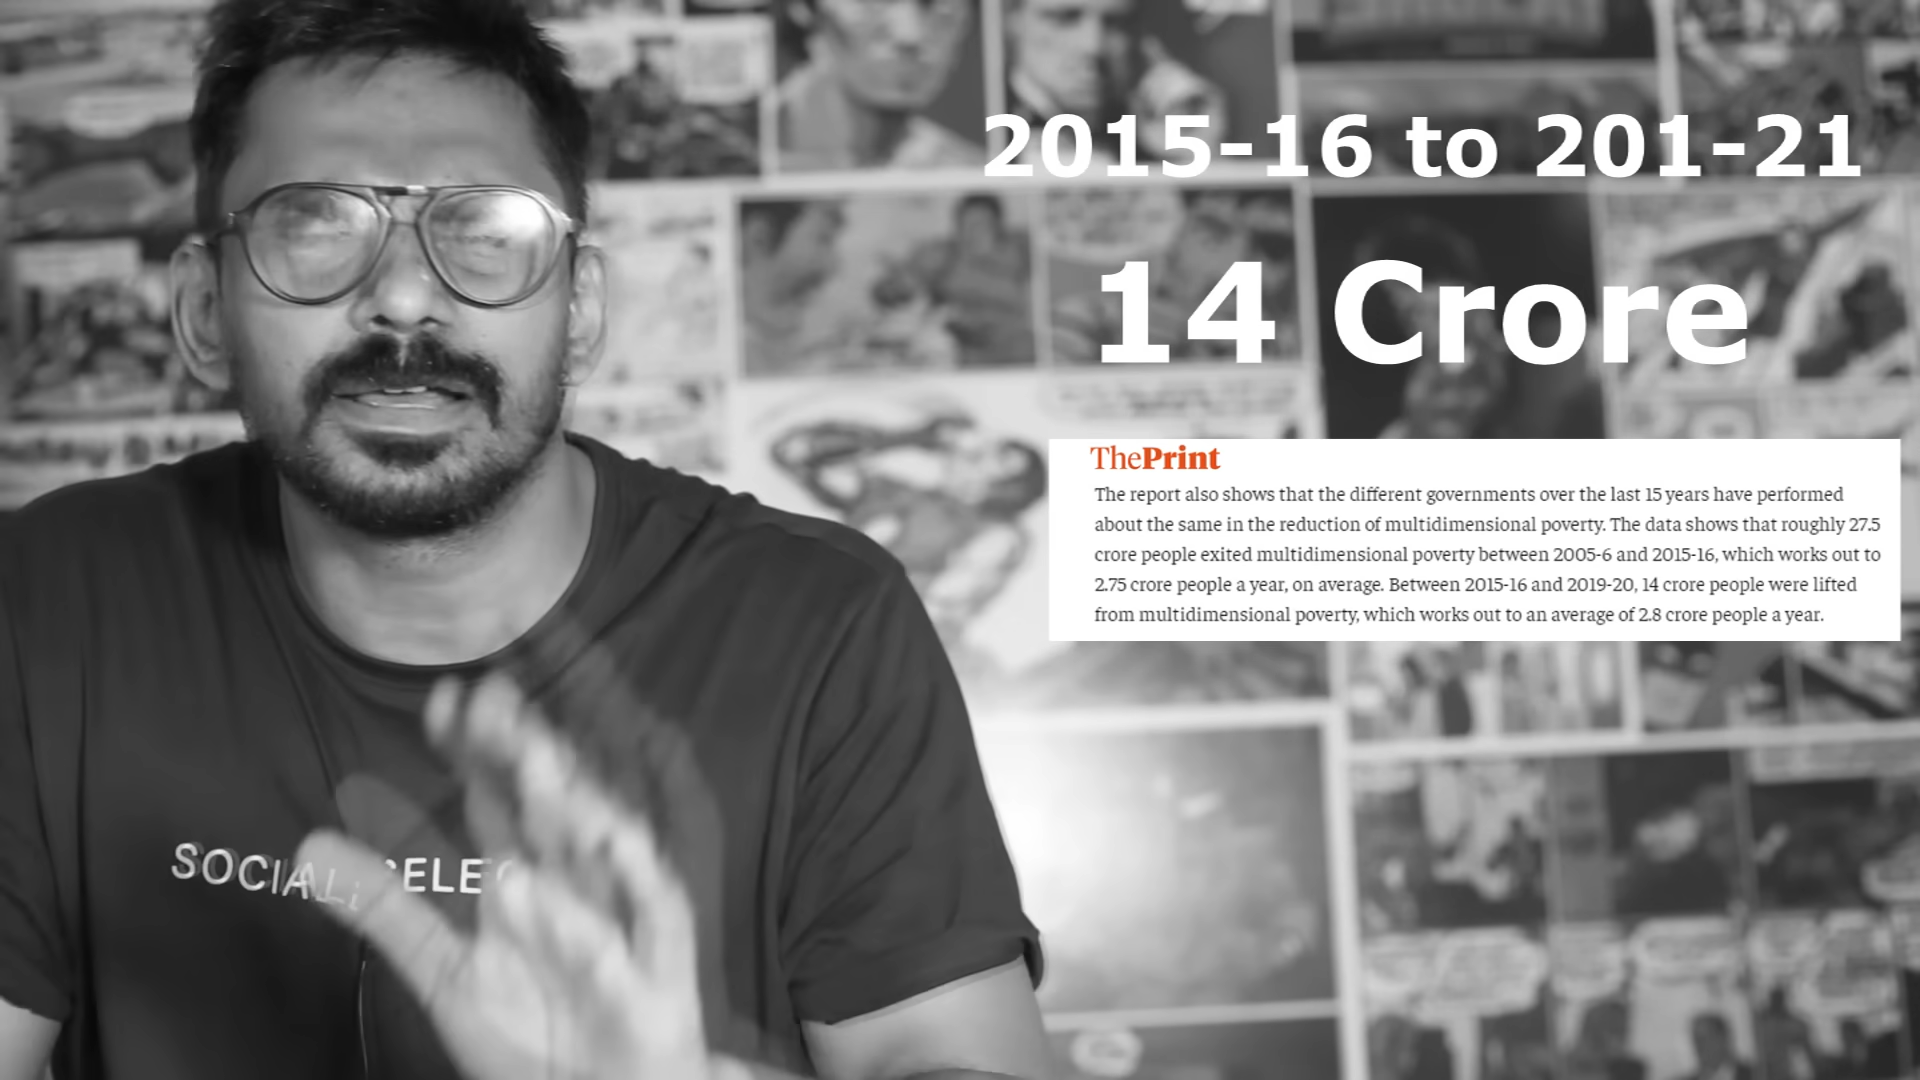 2015-16 to 201-21
14 Crore
ThePrint
The report also shows that the different governments over the last 15 years have performed
about the same in the reduction of multidimensional poverty. The data shows that roughly 27.5
crore people exited multidimensional poverty between 2005-6 and 2015-16, which works out to
2.75 crore people a year, on average. Between 2015-16 and 2019-20, 14 crore people were lifted
from multidimensional poverty, which works out to an average of 2.8 crore people a year.
SOCIAL